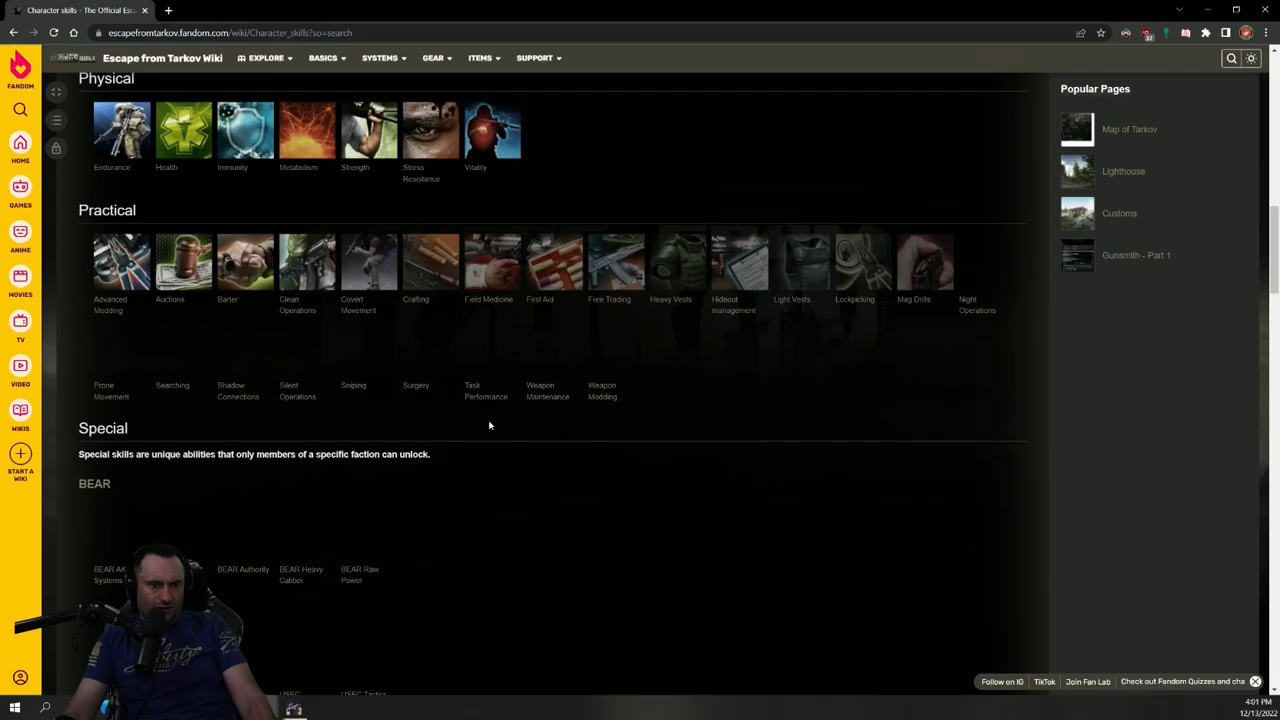 Character skills - The Official Esc
escapefromtarkov.fandom.com/wiki/Character_skills?so=search
37
FANDOM
Escape from Tarkov Wiki
EXPLORE
BASICS
SYSTEMS
GEAR
ITEMS
SUPPORT
HOME
GAMES
ANIME
MOVIES
TV
VIDEO
WIKIS
START A
WIKI
Physical
Endurance
Health
Immunity
Metabolism
Strength
Stress
Resistance
Vitality
Practical
Advanced
Modding
Auctions
Barter
Clean
Operations
Covert
Movement
Crafting
Field Medicine
First Aid
Free Trading
Heavy Vests
Hideout
management
Light Vests
Lockpicking
Mag Drills
Night
Operations
Prone
Movement
Searching
Shadow
Connections
Silent
Operations
Sniping
Surgery
Task
Performance
Weapon
Maintenance
Weapon
Modding
Special
Special skills are unique abilities that only members of a specific faction can unlock.
BEAR
BEAR AK
Systems
BEAR Authority
BEAR Heavy
Caliber
BEAR Raw
Power
USEC
USEC Tactics
Popular Pages
Map of Tarkov
Lighthouse
Customs
Gunsmith - Part 1
Follow on IG
TikTok
Join Fan Lab
Check out Fandom Quizzes and cha
4:01 PM
12/13/2022